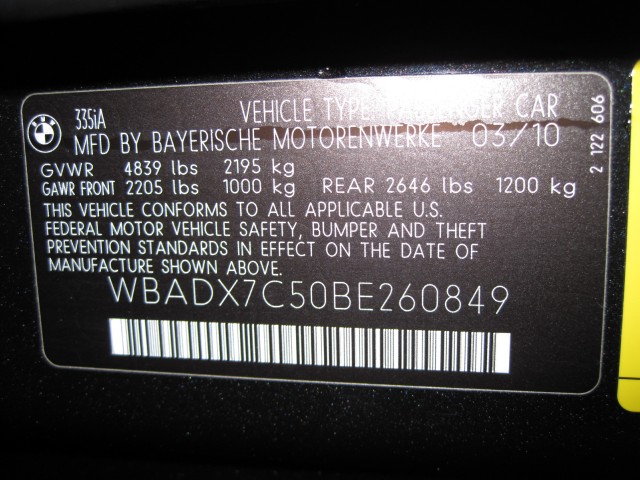 BMW
335iA VEHICLE TYPE: PASSENGER CAR
MFD BY BAYERISCHE MOTORENWERKE 03/10
GVWR 4839 lbs 2195 kg
GAWR FRONT 2205 lbs 1000 kg REAR 2646 lbs 1200 kg
THIS VEHICLE CONFORMS TO ALL APPLICABLE U.S.
FEDERAL MOTOR VEHICLE SAFETY, BUMPER AND THEFT
PREVENTION STANDARDS IN EFFECT ON THE DATE OF
MANUFACTURE SHOWN ABOVE.
WBADX7C50BE260849
2 122 606